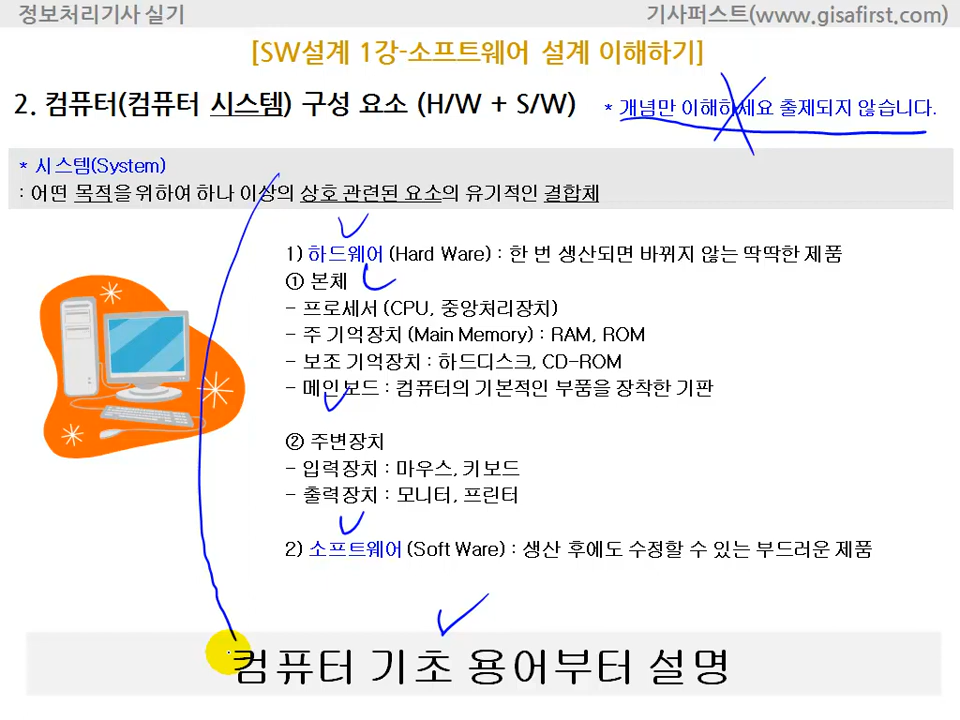 정보처리기사 실기
기사퍼스트(www.gisafirst.com)
[SW설계 1강-소프트웨어 설계 이해하기]
2. 컴퓨터(컴퓨터 시스템) 구성 요소 (H/W + S/W)
* 개념만 이해하세요 출제되지 않습니다.
* 시스템(System)
: 어떤 목적을 위하여 하나 이상의 상호 관련된 요소의 유기적인 결합체
1) 하드웨어 (Hard Ware) : 한 번 생산되면 바뀌지 않는 딱딱한 제품
① 본체
- 프로세서 (CPU, 중앙처리장치)
- 주 기억장치 (Main Memory) : RAM, ROM
- 보조 기억장치 : 하드디스크, CD-ROM
- 메인보드 : 컴퓨터의 기본적인 부품을 장착한 기판
② 주변장치
- 입력장치 : 마우스, 키보드
- 출력장치 : 모니터, 프린터
2) 소프트웨어 (Soft Ware) : 생산 후에도 수정할 수 있는 부드러운 제품
컴퓨터 기초 용어부터 설명